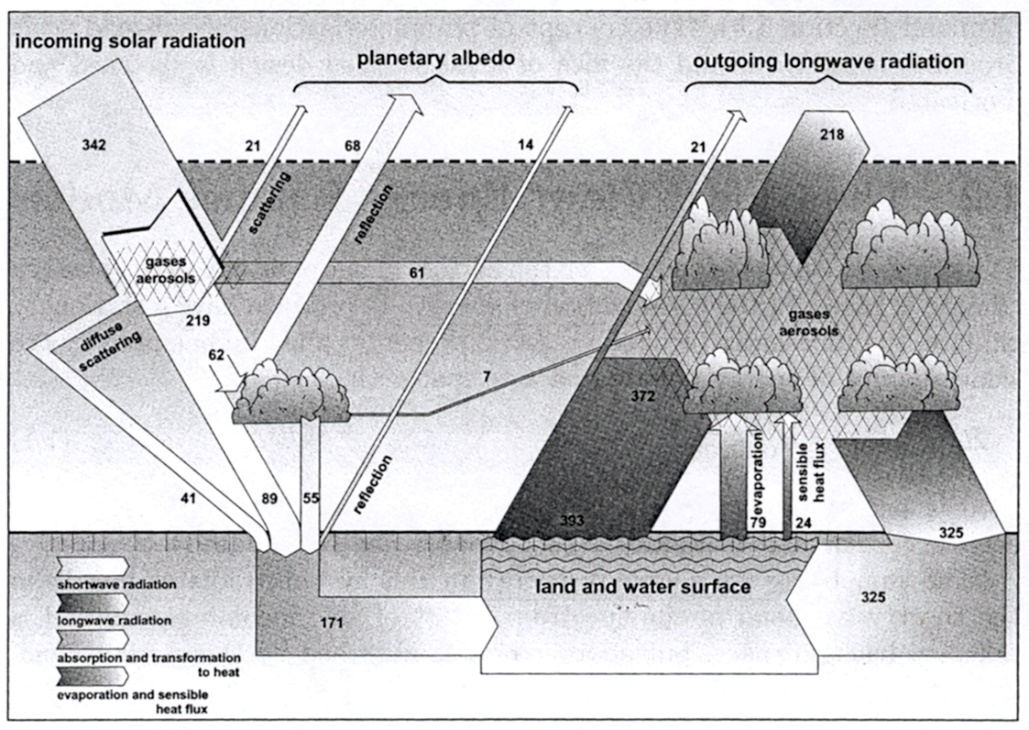 incoming solar radiation
planetary albedo
outgoing longwave radiation
342
21
68
14
21
218
scattering
reflection
gases
aerosols
61
gases
aerosols
219
diffuse
scattering
62
7
372
reflection
evaporation
sensible
heat flux
41
89
55
393
79
24
325
land and water surface
325
171
shortwave radiation
longwave radiation
absorption and transformation
to heat
evaporation and sensible
heat flux